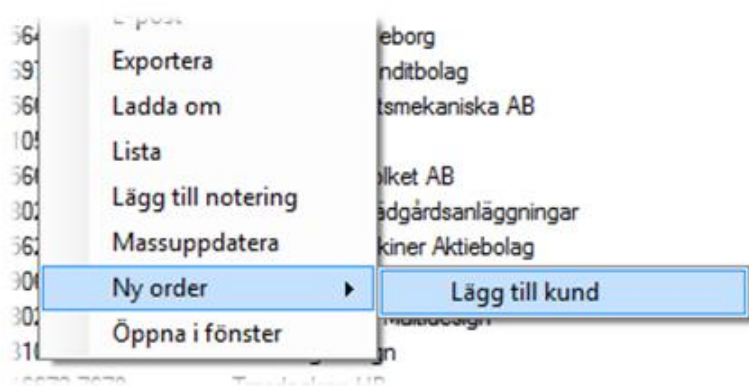 E-post
eborg
Exportera
nditbolag
Ladda om
tsmekaniska AB
Lista
Lägg till notering
olket AB
ädgårdsanläggningar
Massuppdatera
kiner Aktiebolag
Ny order
Lägg till kund
Öppna i fönster